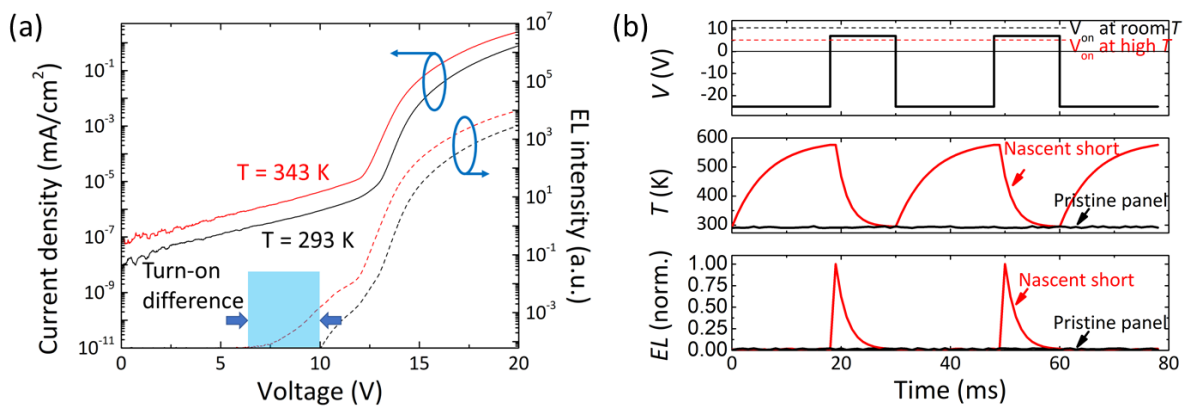 (a)
Current density (mA/cm²)
10⁻¹
10⁻³
10⁻⁵
10⁻⁷
10⁻⁹
10⁻¹¹
T = 343 K
T = 293 K
Turn-on
difference
0 5 10 15 20
Voltage (V)
10⁷
10⁵
10³
10¹
10⁻¹
10⁻³
EL intensity (a.u.)
(b)
V (V)
10
0
-10
-25
Von at room T
Von at high T
T (K)
600
500
400
300
Nascent short
Pristine panel
EL (norm.)
1.00
0.75
0.50
0.25
0.00
Nascent short
Pristine panel
0 20 40 60 80
Time (ms)